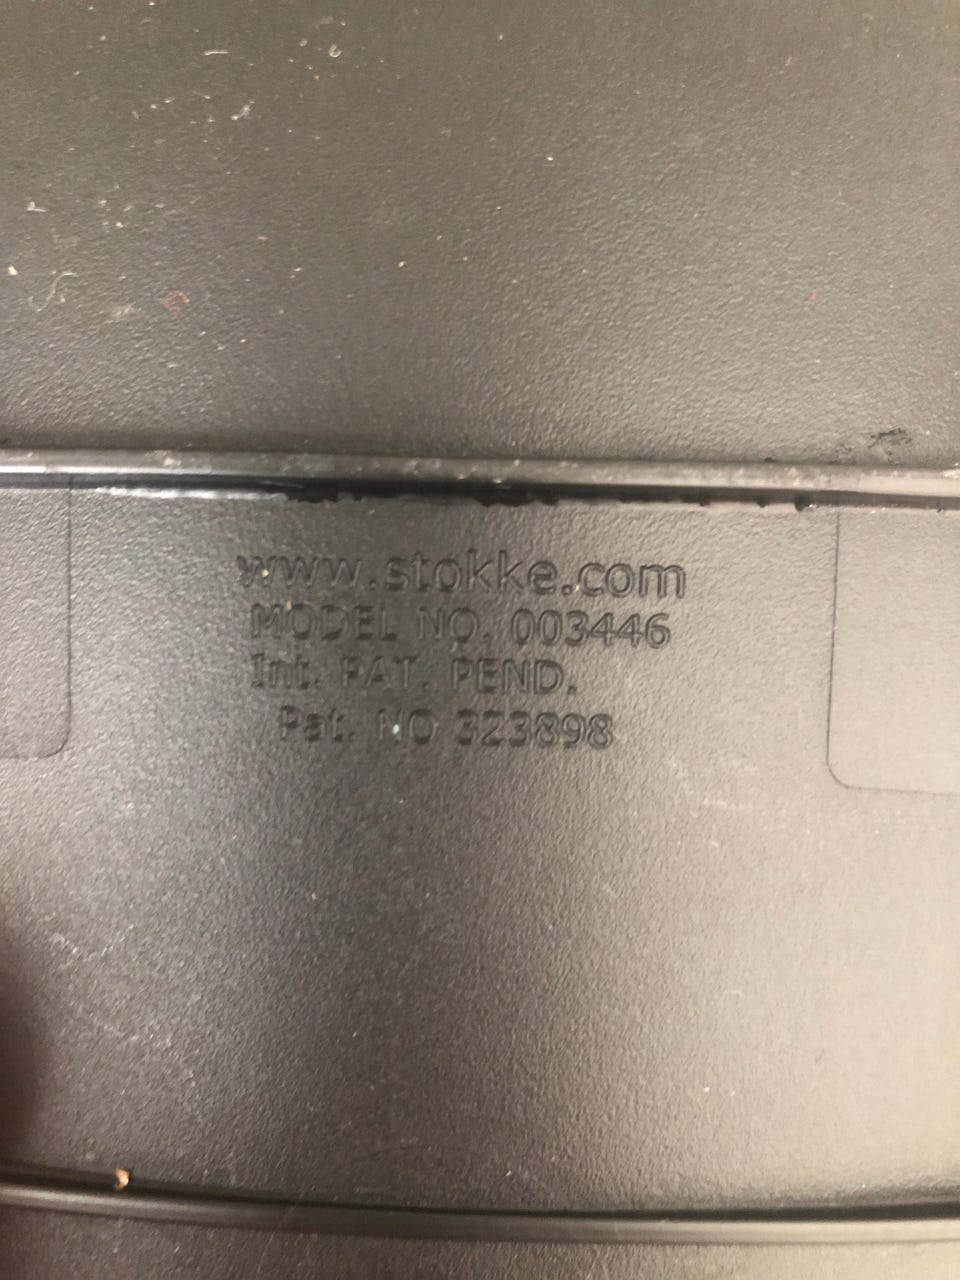 www.stokke.com
MODEL NO. 003446
Int. PAT. PEND.
Pat. NO 323898